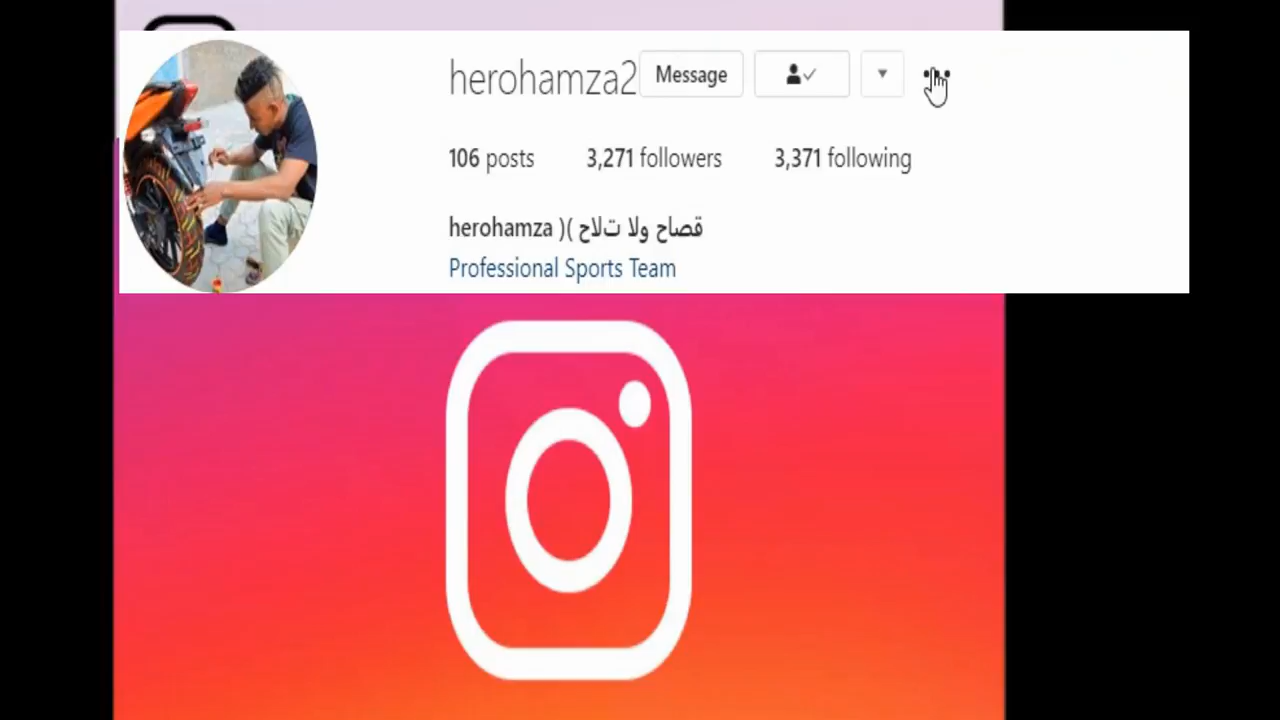 herohamza2 Message
106 posts 3,271 followers 3,371 following
herohamza )( قصاح ولا تلاح
Professional Sports Team